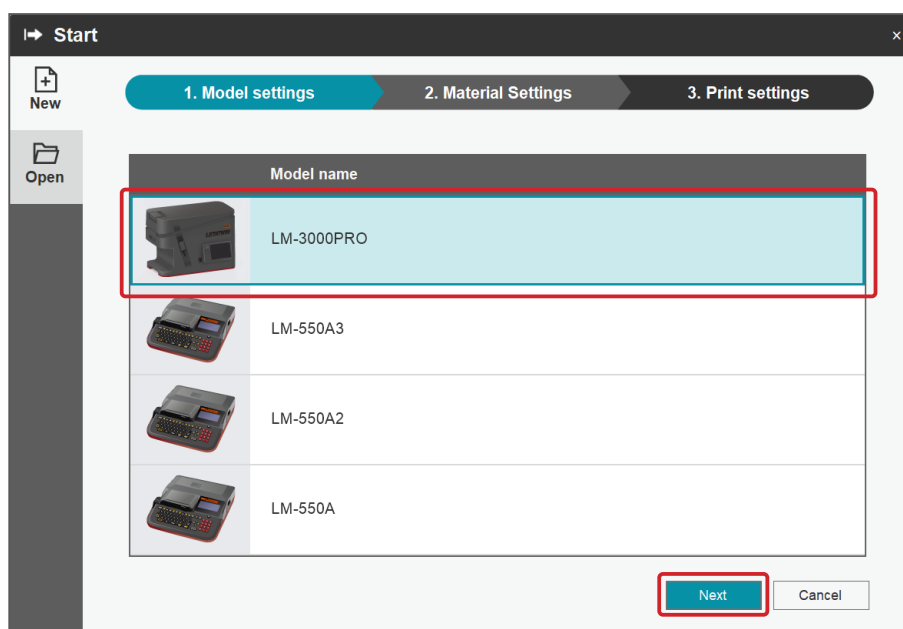 Start
×
New
Open
1. Model settings
2. Material Settings
3. Print settings
Model name
LM-3000PRO
LM-550A3
LM-550A2
LM-550A
Next
Cancel